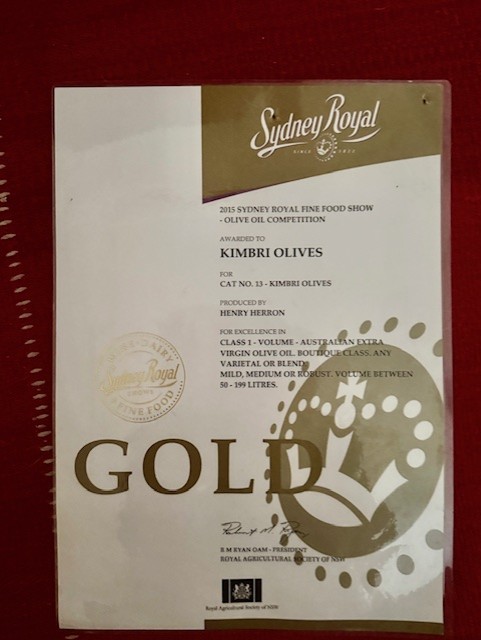 Sydney Royal
SINCE 1822
2015 SYDNEY ROYAL FINE FOOD SHOW
- OLIVE OIL COMPETITION
AWARDED TO
KIMBRI OLIVES
FOR
CAT NO. 13 - KIMBRI OLIVES
PRODUCED BY
HENRY HERRON
FOR EXCELLENCE IN
CLASS 1 - VOLUME - AUSTRALIAN EXTRA
VIRGIN OLIVE OIL. BOUTIQUE CLASS. ANY
VARIETAL OR BLEND.
MILD, MEDIUM OR ROBUST. VOLUME BETWEEN
50 - 199 LITRES.
DAIRY
Sydney Royal
& FINE FOOD
GOLD
R M RYAN OAM - PRESIDENT
ROYAL AGRICULTURAL SOCIETY OF NSW
Royal Agricultural Society of NSW